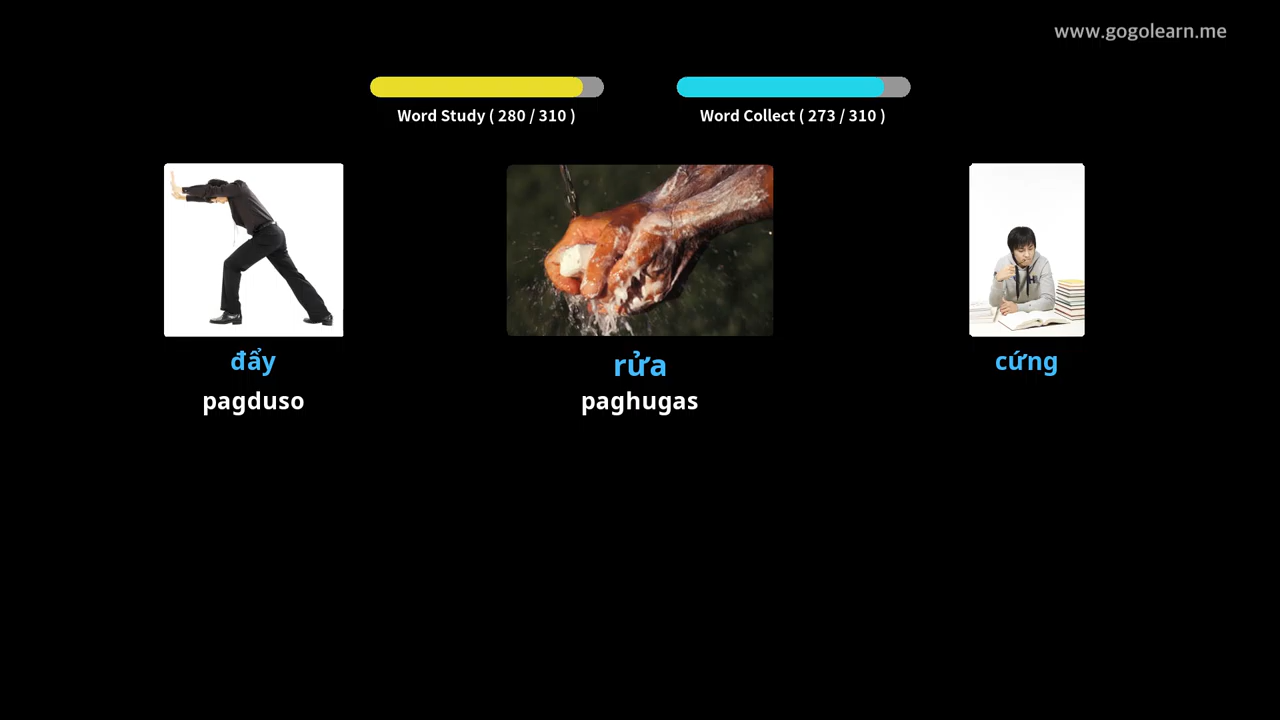 www.gogolearn.me
Word Study ( 280 / 310 )
Word Collect ( 273 / 310 )
đẩy
pagduso
rửa
paghugas
cứng